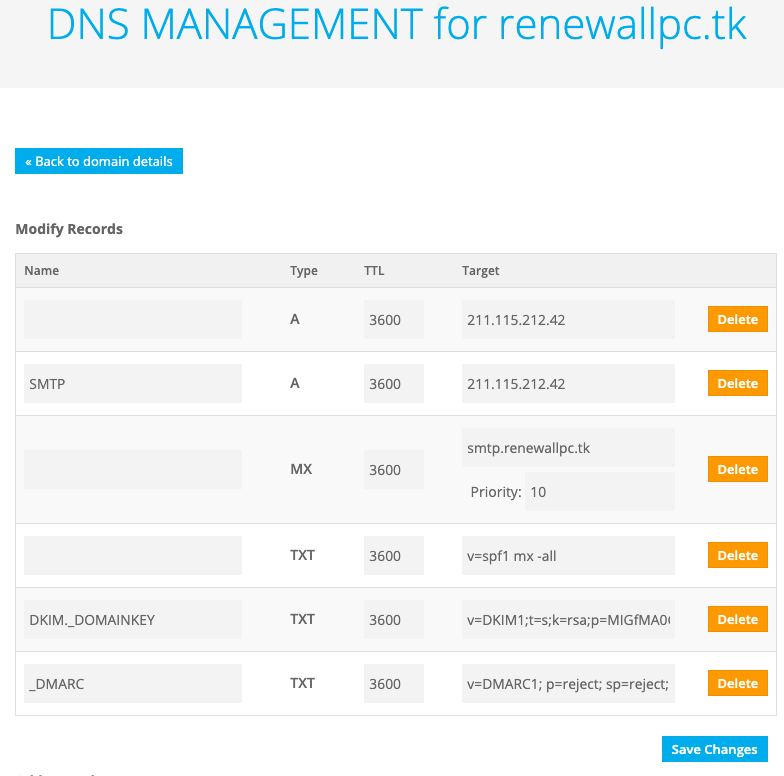 DNS MANAGEMENT for renewallpc.tk
« Back to domain details
Modify Records
Name Type TTL Target
A 3600 211.115.212.42 Delete
SMTP A 3600 211.115.212.42 Delete
smtp.renewallpc.tk
MX 3600 Delete
Priority: 10
TXT 3600 v=spf1 mx -all Delete
DKIM._DOMAINKEY TXT 3600 v=DKIM1;t=s;k=rsa;p=MIGfMA0 Delete
_DMARC TXT 3600 v=DMARC1; p=reject; sp=reject; Delete
Save Changes